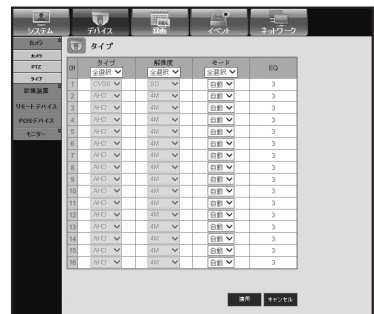 システム デバイス 録画 イベント ネットワーク
カメラ
カメラ
PTZ
タイプ
記録装置
リモートデバイス
POSデバイス
モニター
タイプ
CH タイプ 解像度 モード EQ
全選択 全選択 全選択
1 CVBS SD 自動 3
2 AHD 4M 自動 3
3 AHD 4M 自動 3
4 AHD 4M 自動 3
5 AHD 4M 自動 3
6 AHD 4M 自動 3
7 AHD 4M 自動 3
8 AHD 4M 自動 3
9 AHD 4M 自動 3
10 AHD 4M 自動 3
11 AHD 4M 自動 3
12 AHD 4M 自動 3
13 AHD 4M 自動 3
14 AHD 4M 自動 3
15 AHD 4M 自動 3
16 AHD 4M 自動 3
適用 キャンセル